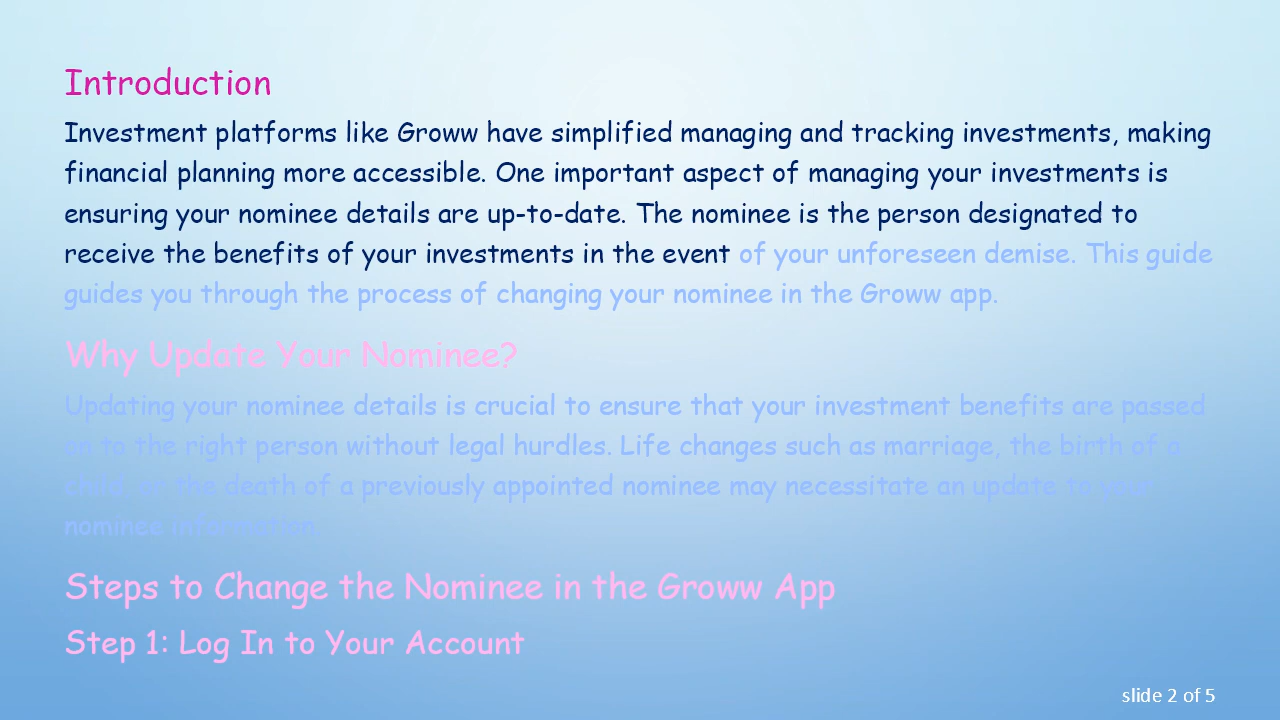 Introduction
Investment platforms like Groww have simplified managing and tracking investments, making
financial planning more accessible. One important aspect of managing your investments is
ensuring your nominee details are up-to-date. The nominee is the person designated to
receive the benefits of your investments in the event of your unforeseen demise. This guide
guides you through the process of changing your nominee in the Groww app.
Why Update Your Nominee?
Updating your nominee details is crucial to ensure that your investment benefits are passed
on to the right person without legal hurdles. Life changes such as marriage, the birth of a
child, or the death of a previously appointed nominee may necessitate an update to your
nominee information.
Steps to Change the Nominee in the Groww App
Step 1: Log In to Your Account
slide 2 of 5